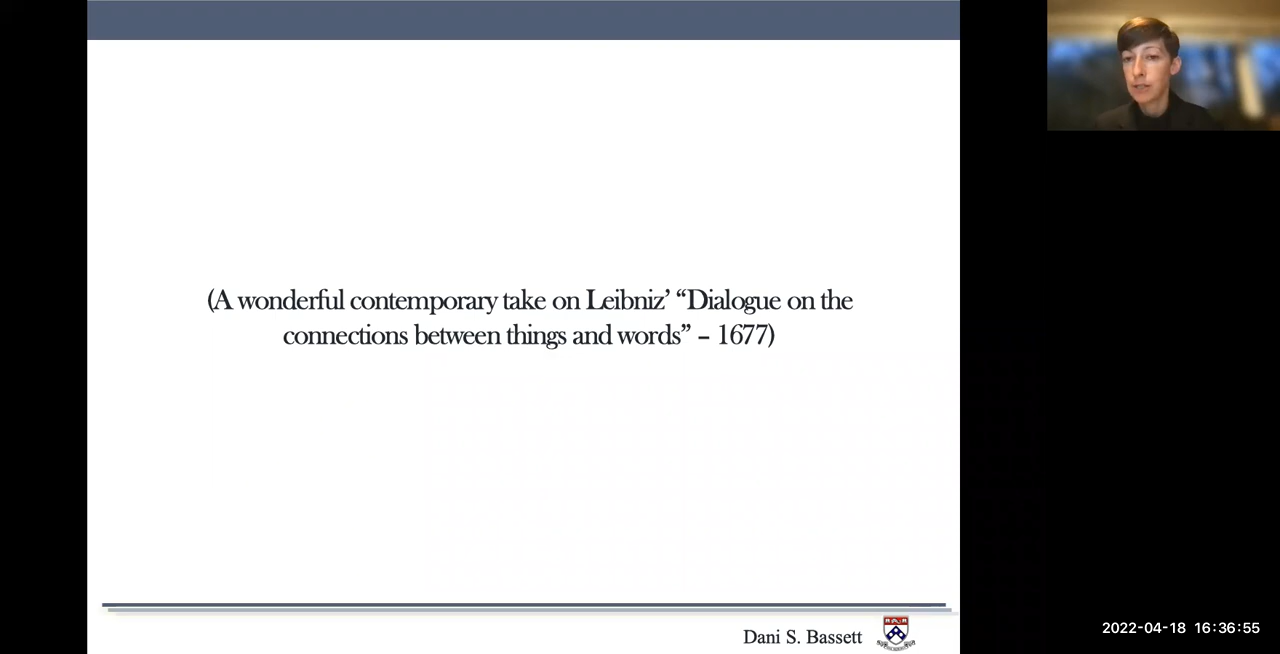 (A wonderful contemporary take on Leibniz’ “Dialogue on the
connections between things and words” – 1677)
Dani S. Bassett
2022-04-18 16:36:55